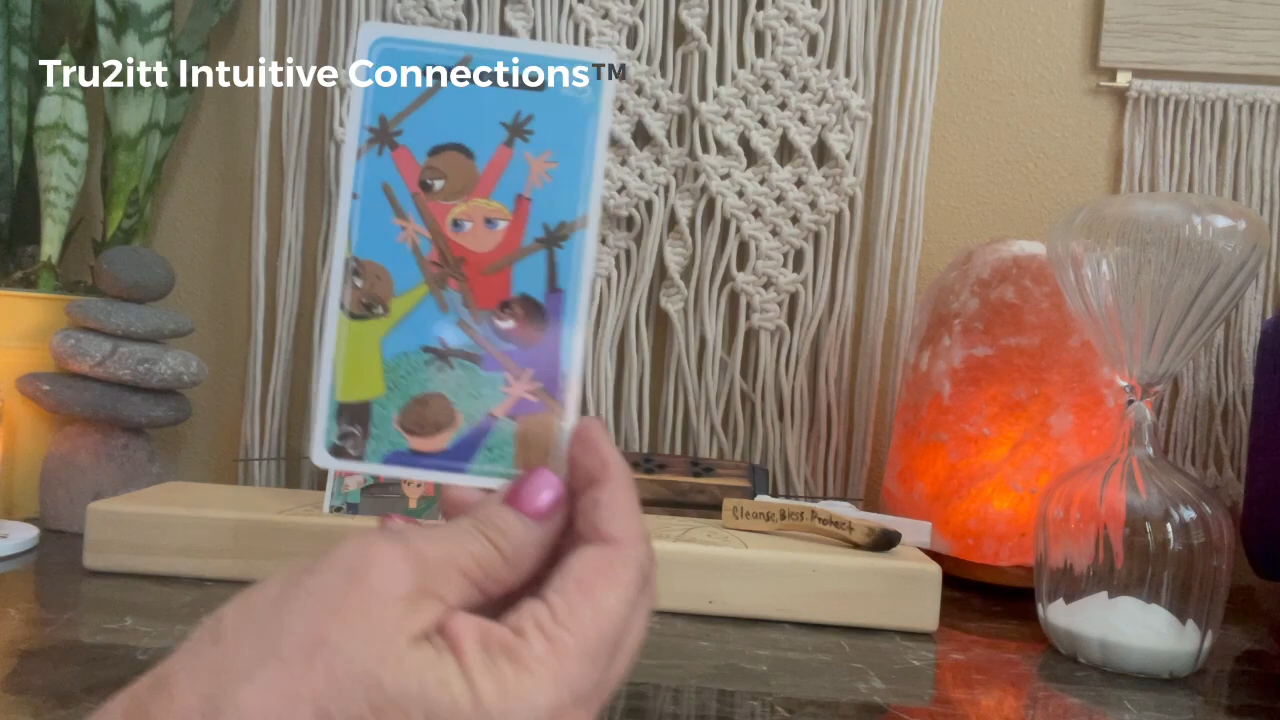 Tru2itt Intuitive Connections™
Cleanse, Bless, Protect